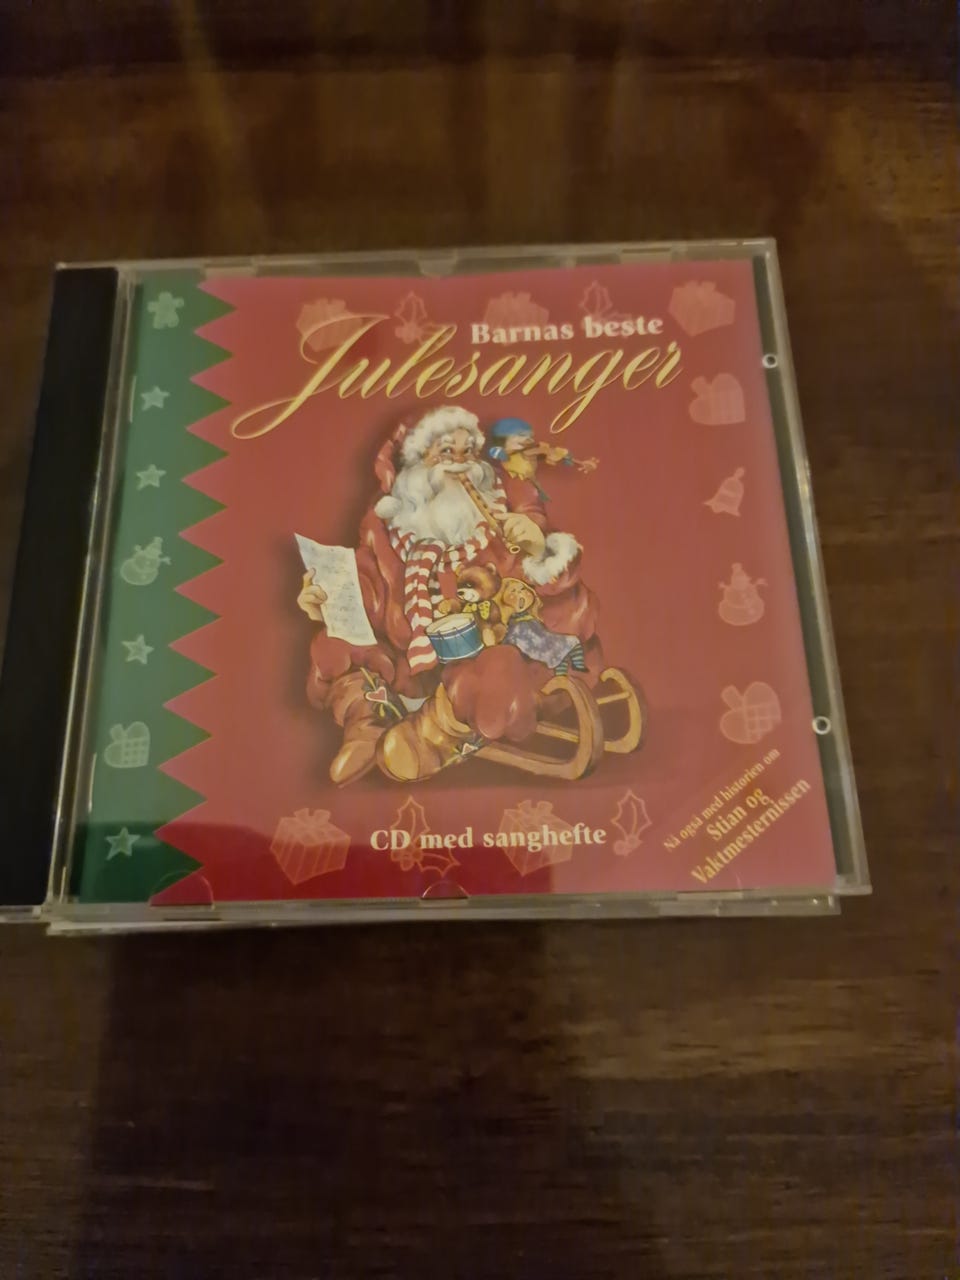 Barnas beste
Julesanger
CD med sanghefte
Nå også med historien om
Stian og
Vaktmesternissen